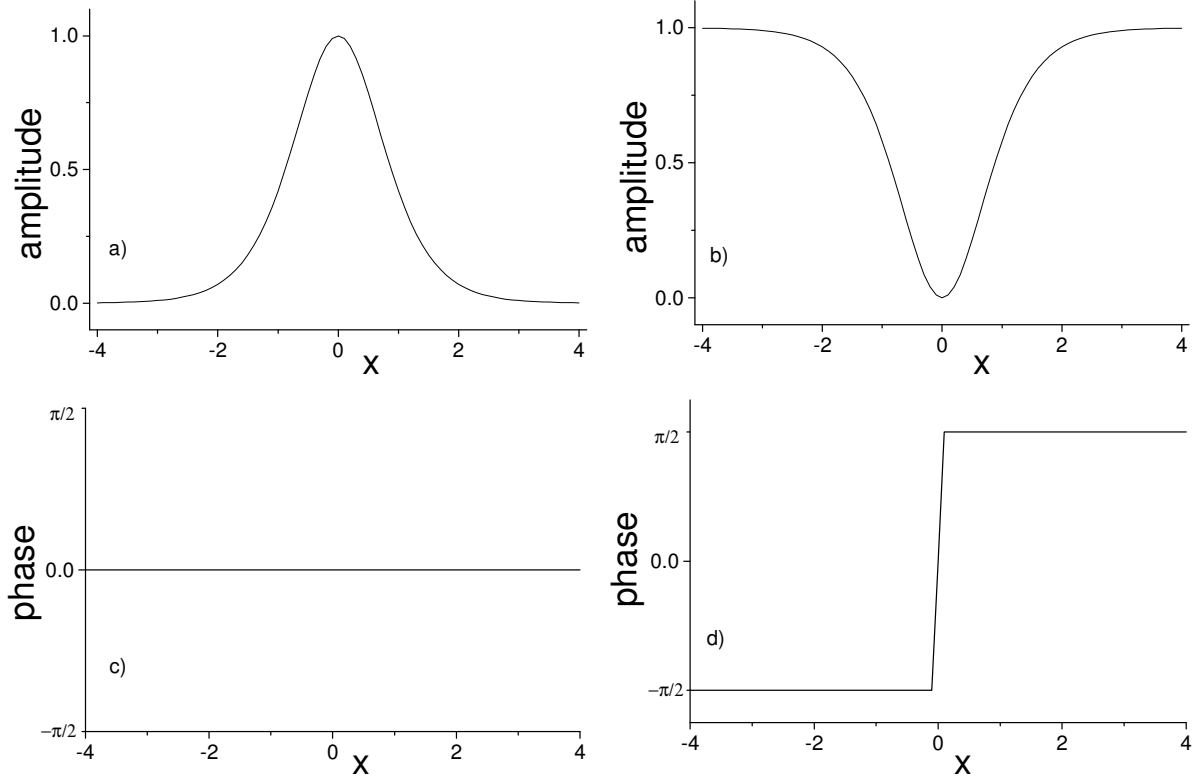 1.0
0.5
0.0
amplitude
a)
-4 -2 0 2 4
x
1.0
0.5
0.0
amplitude
b)
-4 -2 0 2 4
x
π/2
0.0
−π/2
phase
c)
-4 -2 0 2 4
x
π/2
0.0
−π/2
phase
d)
-4 -2 0 2 4
x